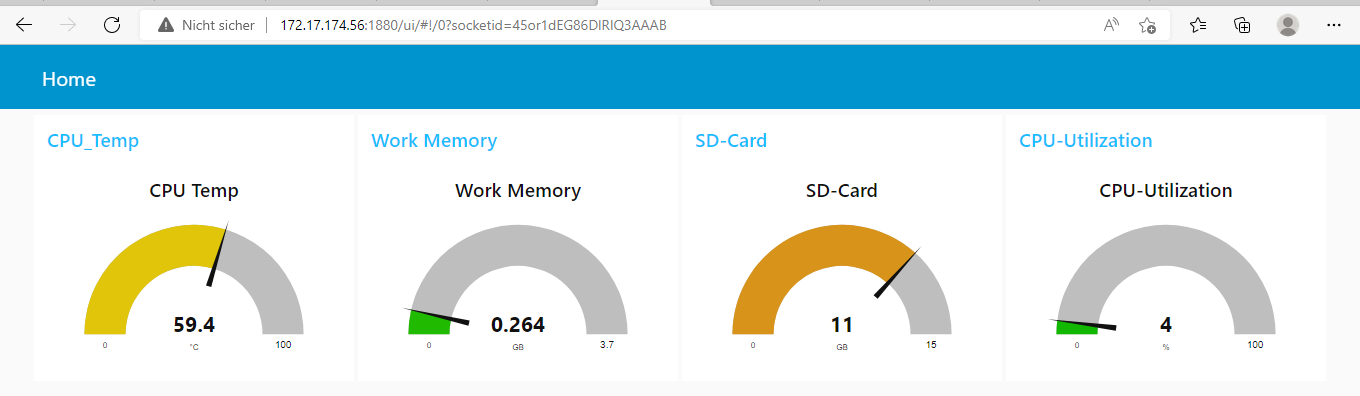 Nicht sicher 172.17.174.56:1880/ui/#!/0?socketid=45or1dEG86DIRIQ3AAAB
Home
CPU_Temp
CPU Temp
59.4
0 °C 100
Work Memory
Work Memory
0.264
0 GB 3.7
SD-Card
SD-Card
11
0 GB 15
CPU-Utilization
CPU-Utilization
4
0 % 100